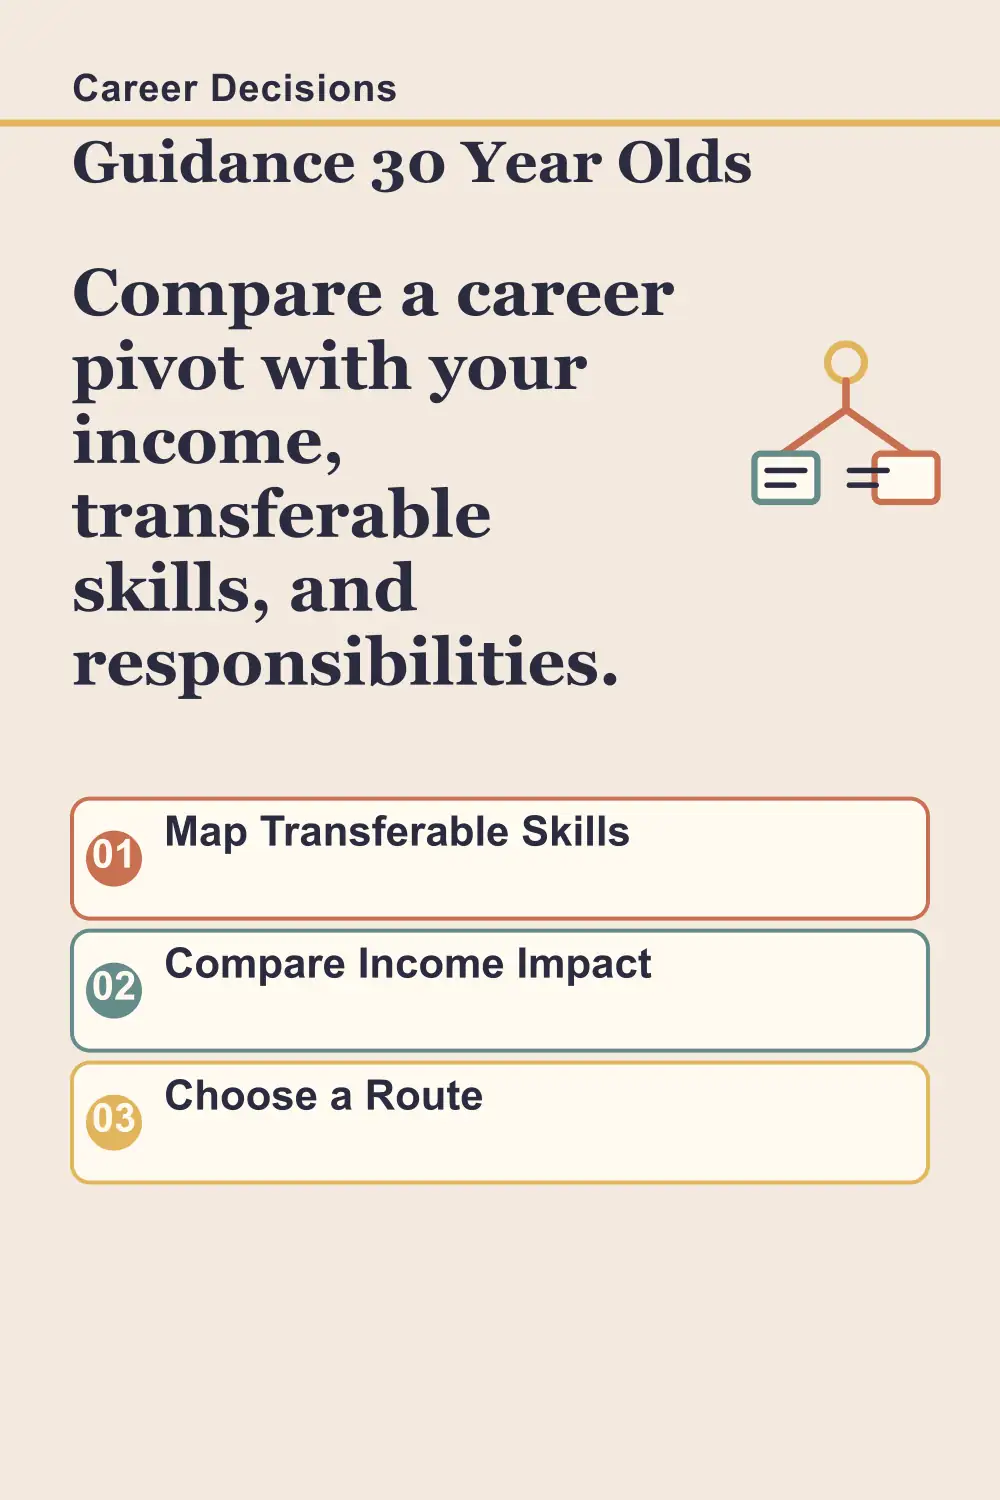 Career Decisions
Guidance 30 Year Olds
Compare a career
pivot with your
income,
transferable
skills, and
responsibilities.
01 Map Transferable Skills
02 Compare Income Impact
03 Choose a Route